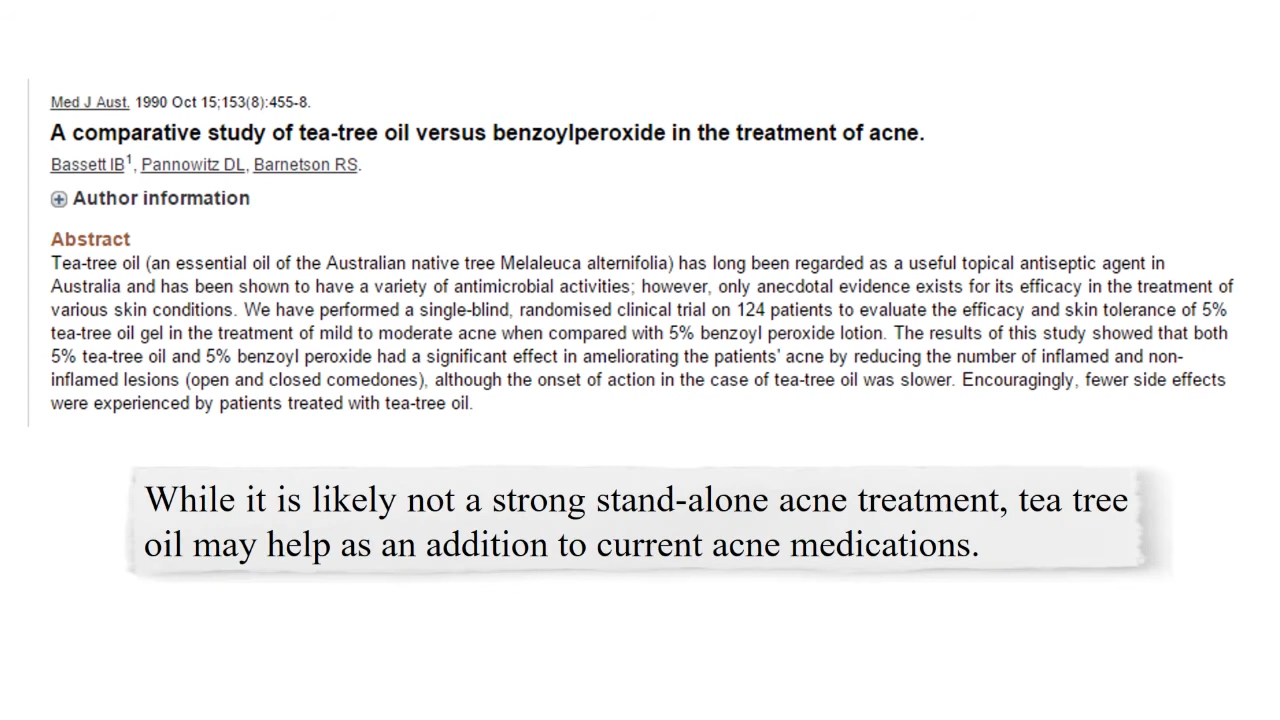 Med J Aust. 1990 Oct 15;153(8):455-8.
A comparative study of tea-tree oil versus benzoylperoxide in the treatment of acne.
Bassett IB1, Pannowitz DL, Barnetson RS.
Author information
Abstract
Tea-tree oil (an essential oil of the Australian native tree Melaleuca alternifolia) has long been regarded as a useful topical antiseptic agent in
Australia and has been shown to have a variety of antimicrobial activities; however, only anecdotal evidence exists for its efficacy in the treatment of
various skin conditions. We have performed a single-blind, randomised clinical trial on 124 patients to evaluate the efficacy and skin tolerance of 5%
tea-tree oil gel in the treatment of mild to moderate acne when compared with 5% benzoyl peroxide lotion. The results of this study showed that both
5% tea-tree oil and 5% benzoyl peroxide had a significant effect in ameliorating the patients' acne by reducing the number of inflamed and non-
inflamed lesions (open and closed comedones), although the onset of action in the case of tea-tree oil was slower. Encouragingly, fewer side effects
were experienced by patients treated with tea-tree oil.
While it is likely not a strong stand-alone acne treatment, tea tree
oil may help as an addition to current acne medications.